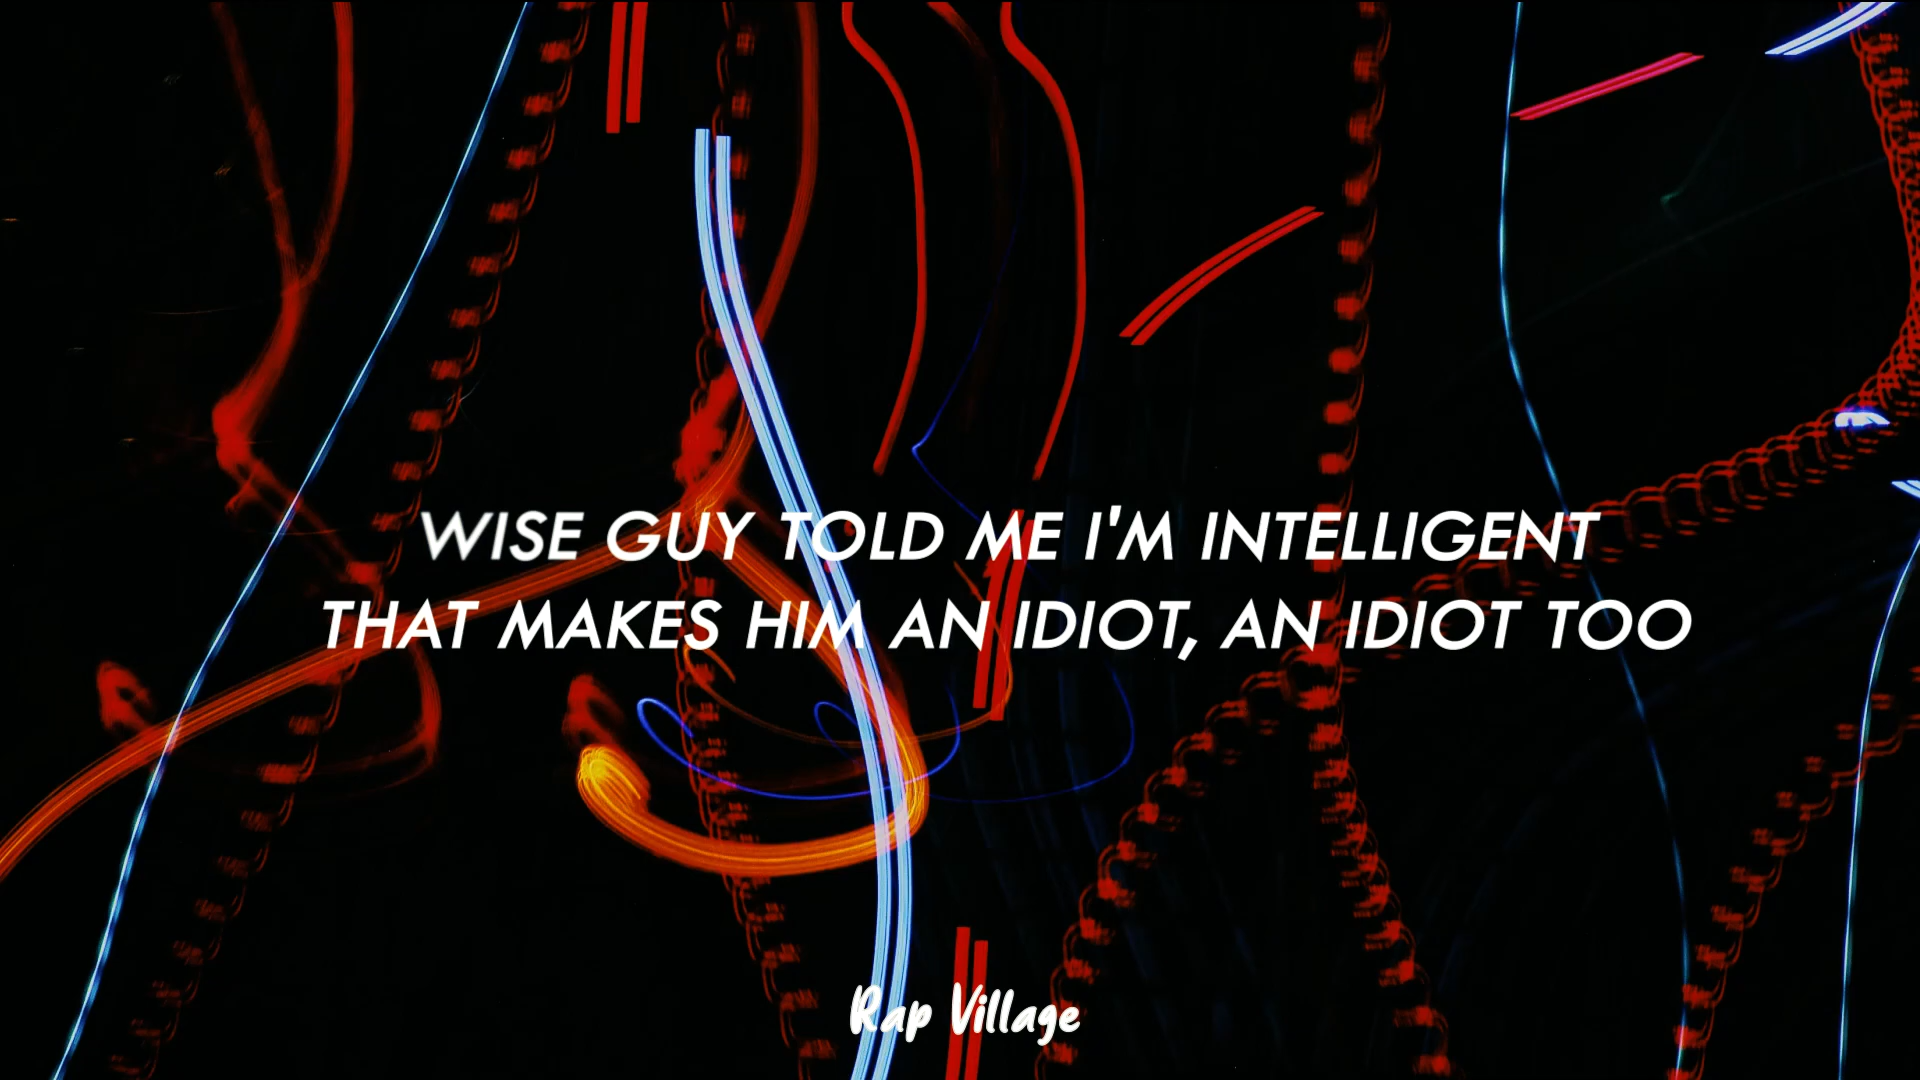 WISE GUY TOLD ME I'M INTELLIGENT
THAT MAKES HIM AN IDIOT, AN IDIOT TOO
Rap Village